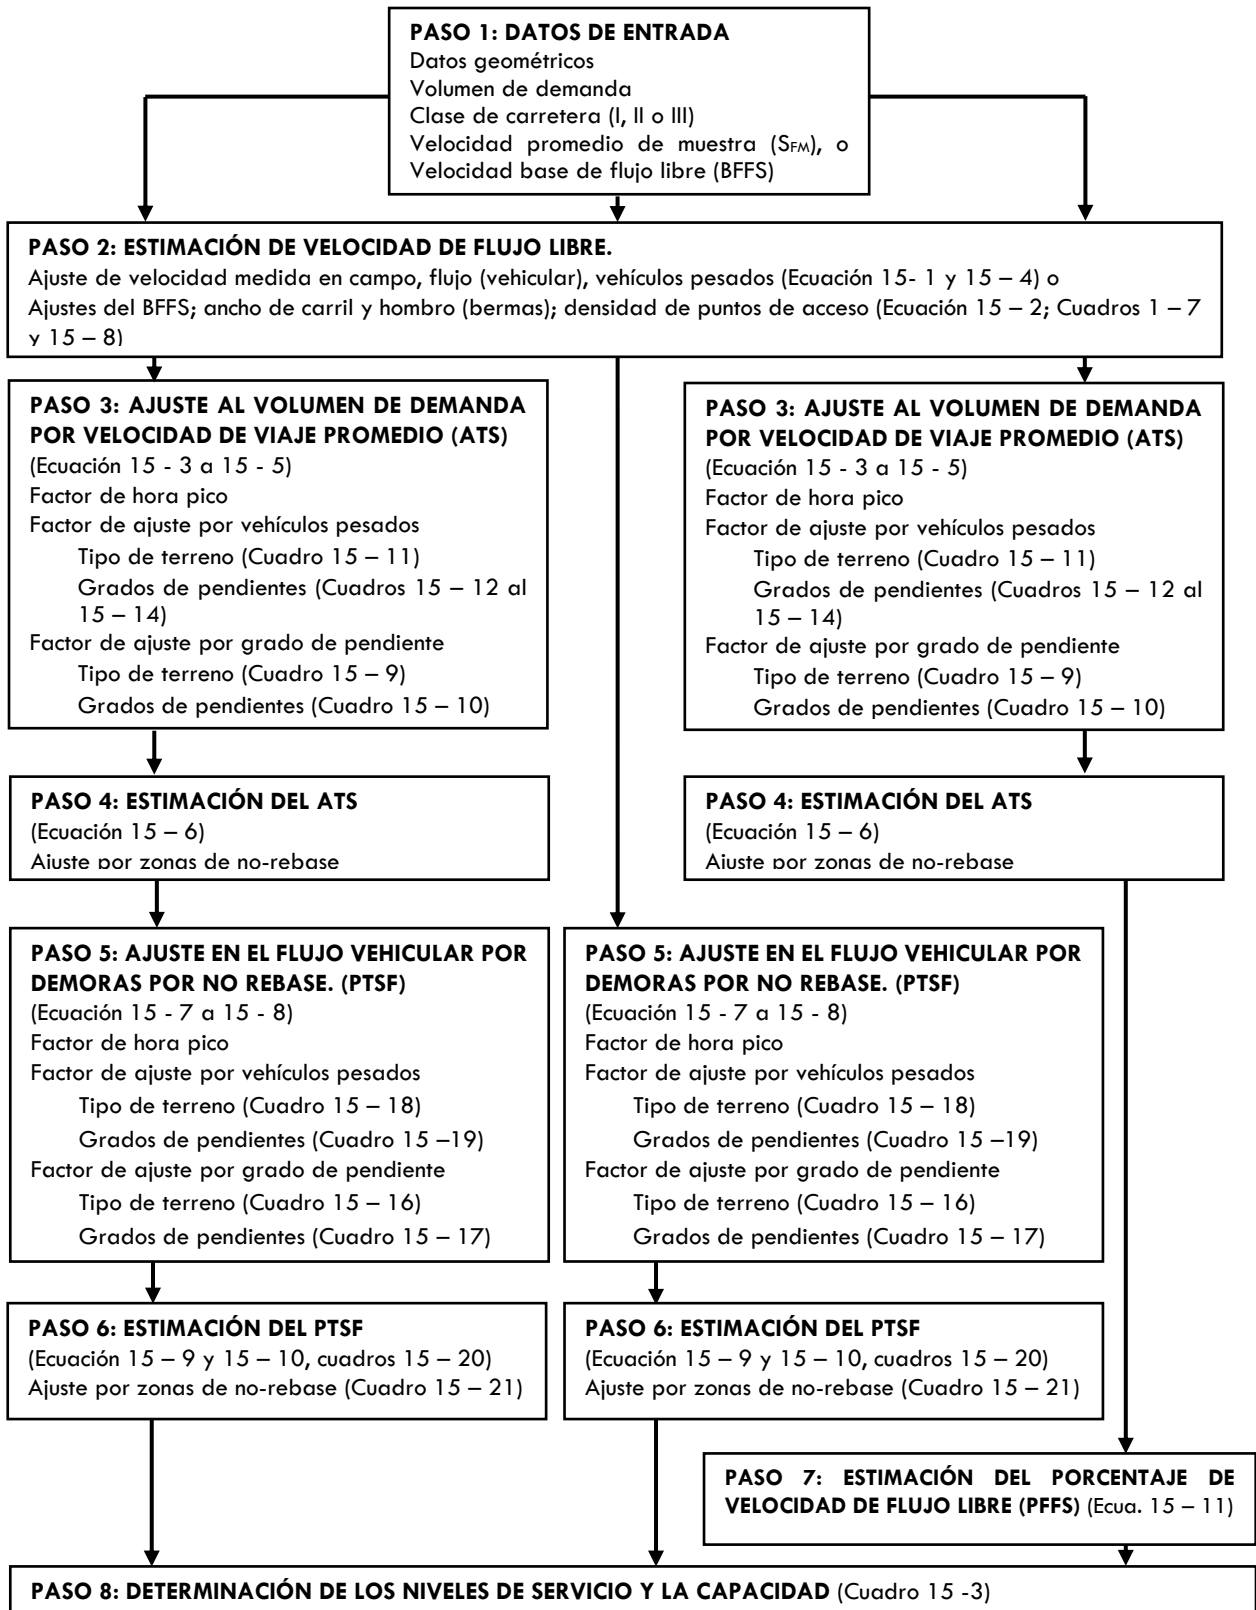 PASO 1: DATOS DE ENTRADA
Datos geométricos
Volumen de demanda
Clase de carretera (I, II o III)
Velocidad promedio de muestra (SFM), o
Velocidad base de flujo libre (BFFS)
PASO 2: ESTIMACIÓN DE VELOCIDAD DE FLUJO LIBRE.
Ajuste de velocidad medida en campo, flujo (vehicular), vehículos pesados (Ecuación 15- 1 y 15 – 4) o
Ajustes del BFFS; ancho de carril y hombro (bermas); densidad de puntos de acceso (Ecuación 15 – 2; Cuadros 1 – 7
y 15 – 8)
PASO 3: AJUSTE AL VOLUMEN DE DEMANDA
POR VELOCIDAD DE VIAJE PROMEDIO (ATS)
(Ecuación 15 - 3 a 15 - 5)
Factor de hora pico
Factor de ajuste por vehículos pesados
Tipo de terreno (Cuadro 15 – 11)
Grados de pendientes (Cuadros 15 – 12 al
15 – 14)
Factor de ajuste por grado de pendiente
Tipo de terreno (Cuadro 15 – 9)
Grados de pendientes (Cuadro 15 – 10)
PASO 3: AJUSTE AL VOLUMEN DE DEMANDA
POR VELOCIDAD DE VIAJE PROMEDIO (ATS)
(Ecuación 15 - 3 a 15 - 5)
Factor de hora pico
Factor de ajuste por vehículos pesados
Tipo de terreno (Cuadro 15 – 11)
Grados de pendientes (Cuadros 15 – 12 al
15 – 14)
Factor de ajuste por grado de pendiente
Tipo de terreno (Cuadro 15 – 9)
Grados de pendientes (Cuadro 15 – 10)
PASO 4: ESTIMACIÓN DEL ATS
(Ecuación 15 – 6)
Ajuste por zonas de no-rebase
PASO 4: ESTIMACIÓN DEL ATS
(Ecuación 15 – 6)
Ajuste por zonas de no-rebase
PASO 5: AJUSTE EN EL FLUJO VEHICULAR POR
DEMORAS POR NO REBASE. (PTSF)
(Ecuación 15 - 7 a 15 - 8)
Factor de hora pico
Factor de ajuste por vehículos pesados
Tipo de terreno (Cuadro 15 – 18)
Grados de pendientes (Cuadro 15 –19)
Factor de ajuste por grado de pendiente
Tipo de terreno (Cuadro 15 – 16)
Grados de pendientes (Cuadro 15 – 17)
PASO 5: AJUSTE EN EL FLUJO VEHICULAR POR
DEMORAS POR NO REBASE. (PTSF)
(Ecuación 15 - 7 a 15 - 8)
Factor de hora pico
Factor de ajuste por vehículos pesados
Tipo de terreno (Cuadro 15 – 18)
Grados de pendientes (Cuadro 15 –19)
Factor de ajuste por grado de pendiente
Tipo de terreno (Cuadro 15 – 16)
Grados de pendientes (Cuadro 15 – 17)
PASO 6: ESTIMACIÓN DEL PTSF
(Ecuación 15 – 9 y 15 – 10, cuadros 15 – 20)
Ajuste por zonas de no-rebase (Cuadro 15 – 21)
PASO 6: ESTIMACIÓN DEL PTSF
(Ecuación 15 – 9 y 15 – 10, cuadros 15 – 20)
Ajuste por zonas de no-rebase (Cuadro 15 – 21)
PASO 7: ESTIMACIÓN DEL PORCENTAJE DE
VELOCIDAD DE FLUJO LIBRE (PFFS) (Ecua. 15 – 11)
PASO 8: DETERMINACIÓN DE LOS NIVELES DE SERVICIO Y LA CAPACIDAD (Cuadro 15 -3)